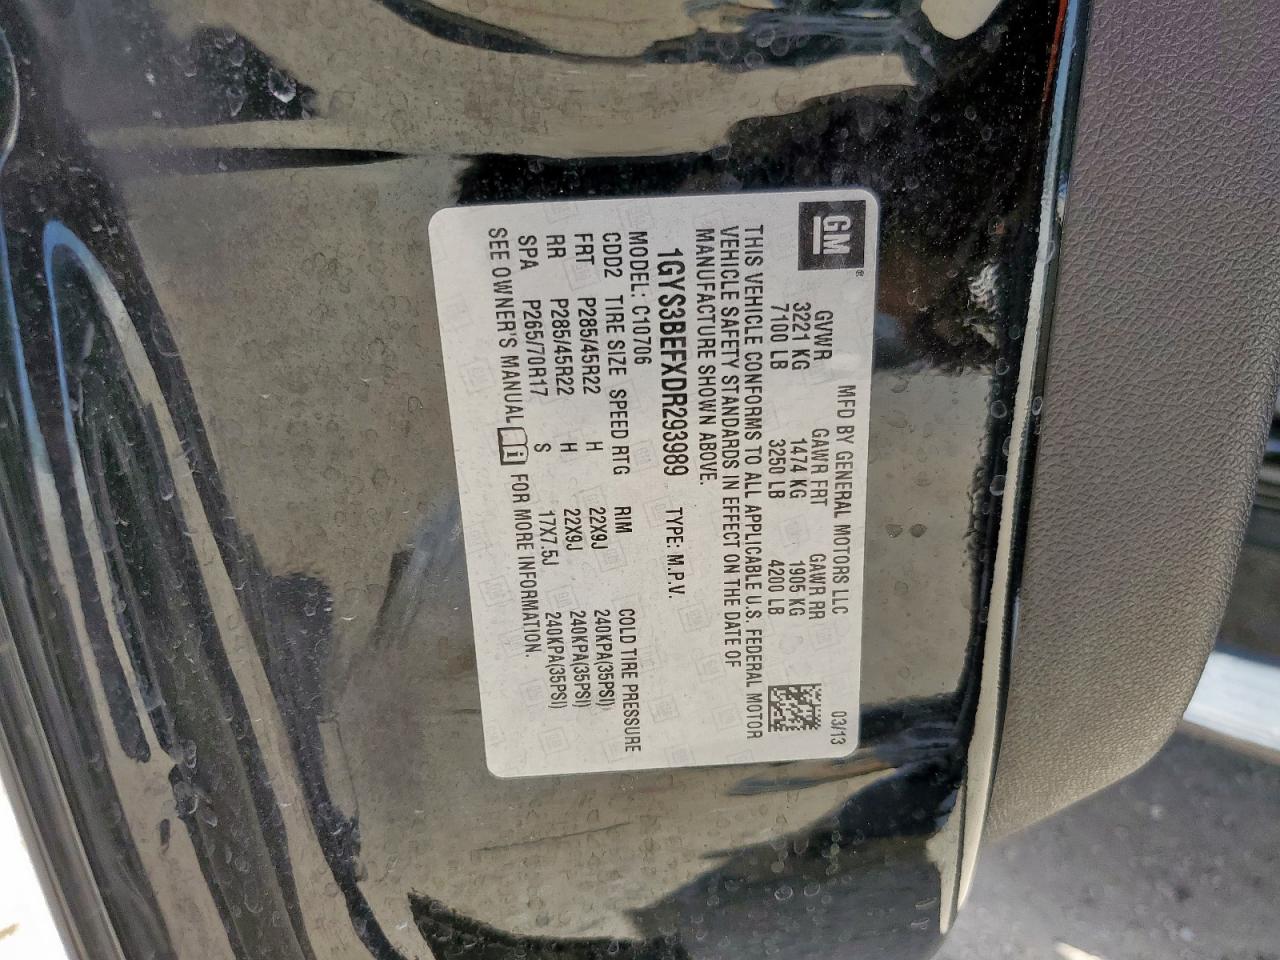 GM®
MFD BY GENERAL MOTORS LLC 03/13
GVWR GAWR FRT GAWR RR
3221 KG 1474 KG 1905 KG
7100 LB 3250 LB 4200 LB
THIS VEHICLE CONFORMS TO ALL APPLICABLE U.S. FEDERAL MOTOR
VEHICLE SAFETY STANDARDS IN EFFECT ON THE DATE OF
MANUFACTURE SHOWN ABOVE.
1GYS3BEFXDR293989 TYPE: M.P.V.
MODEL: C10706
CDD2 TIRE SIZE SPEED RTG RIM COLD TIRE PRESSURE
FRT P285/45R22 H 22X9J 240KPA(35PSI)
RR P285/45R22 H 22X9J 240KPA(35PSI)
SPA P265/70R17 S 17X7.5J 240KPA(35PSI)
SEE OWNER'S MANUAL i FOR MORE INFORMATION.